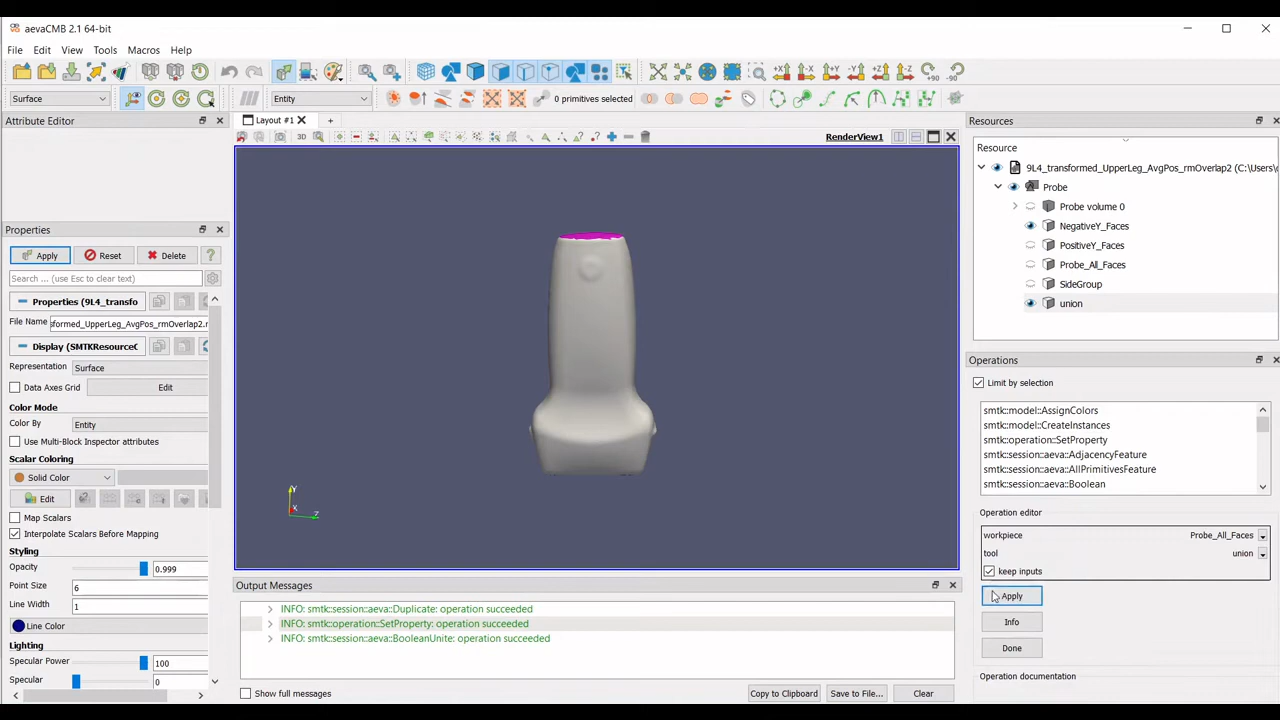 aevaCMB 2.1 64-bit
File Edit View Tools Macros Help
Surface Entity 0 primitives selected
Attribute Editor
Layout #1
3D RenderView1
Properties
Apply Reset Delete ?
Search ... (use Esc to clear text)
Properties (9L4_transfo
File Name sformed_UpperLeg_AvgPos_rmOverlap2.r
Display (SMTKResourceC
Representation Surface
Data Axes Grid Edit
Color Mode
Color By Entity
Use Multi-Block Inspector attributes
Scalar Coloring
Solid Color
Edit
Map Scalars
Interpolate Scalars Before Mapping
Styling
Opacity 0.999
Point Size 6
Line Width 1
Line Color
Lighting
Specular Power 100
Specular 0
Y
X
Z
Output Messages
INFO: smtk::session::aeva::Duplicate: operation succeeded
INFO: smtk::operation::SetProperty: operation succeeded
INFO: smtk::session::aeva::BooleanUnite: operation succeeded
Show full messages Copy to Clipboard Save to File... Clear
Resources
Resource
9L4_transformed_UpperLeg_AvgPos_rmOverlap2 (C:\Users\
Probe
Probe volume 0
NegativeY_Faces
PositiveY_Faces
Probe_All_Faces
SideGroup
union
Operations
Limit by selection
smtk::model::AssignColors
smtk::model::CreateInstances
smtk::operation::SetProperty
smtk::session::aeva::AdjacencyFeature
smtk::session::aeva::AllPrimitivesFeature
smtk::session::aeva::Boolean
Operation editor
workpiece Probe_All_Faces
tool union
keep inputs
Apply
Info
Done
Operation documentation